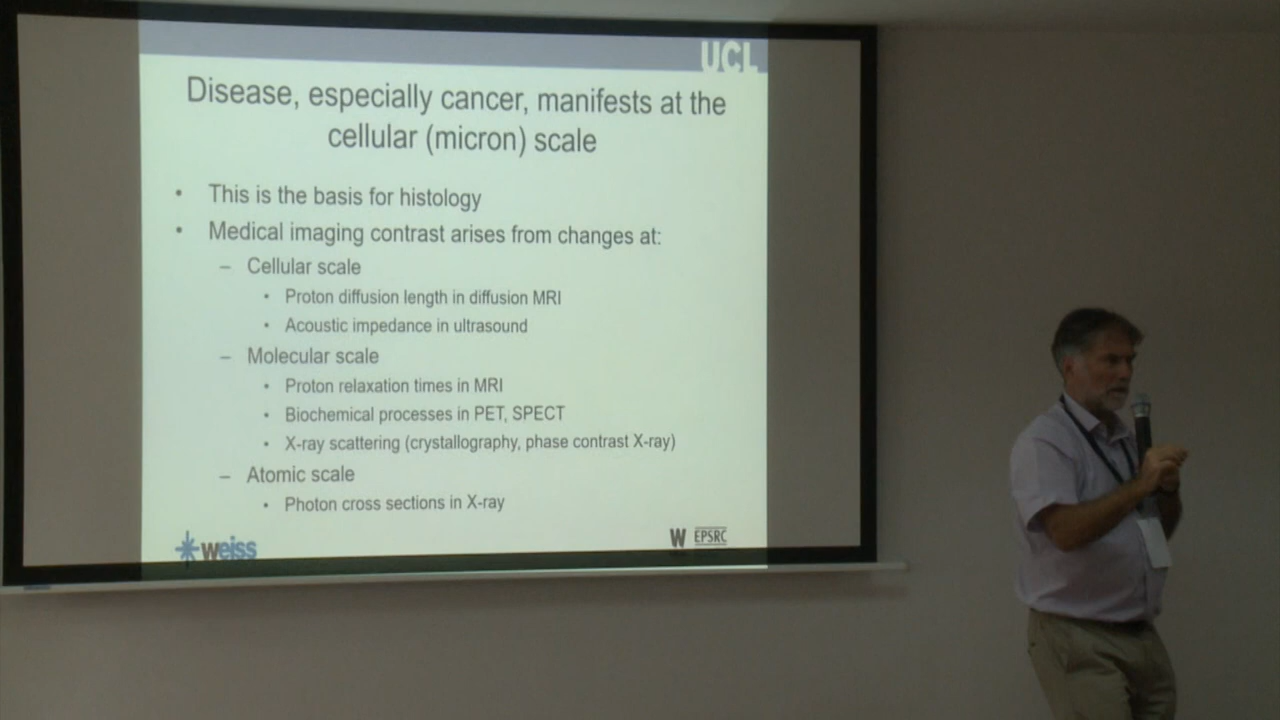 UCL
Disease, especially cancer, manifests at the
cellular (micron) scale
• This is the basis for histology
• Medical imaging contrast arises from changes at:
– Cellular scale
• Proton diffusion length in diffusion MRI
• Acoustic impedance in ultrasound
– Molecular scale
• Proton relaxation times in MRI
• Biochemical processes in PET, SPECT
• X-ray scattering (crystallography, phase contrast X-ray)
– Atomic scale
• Photon cross sections in X-ray
weiss
W EPSRC